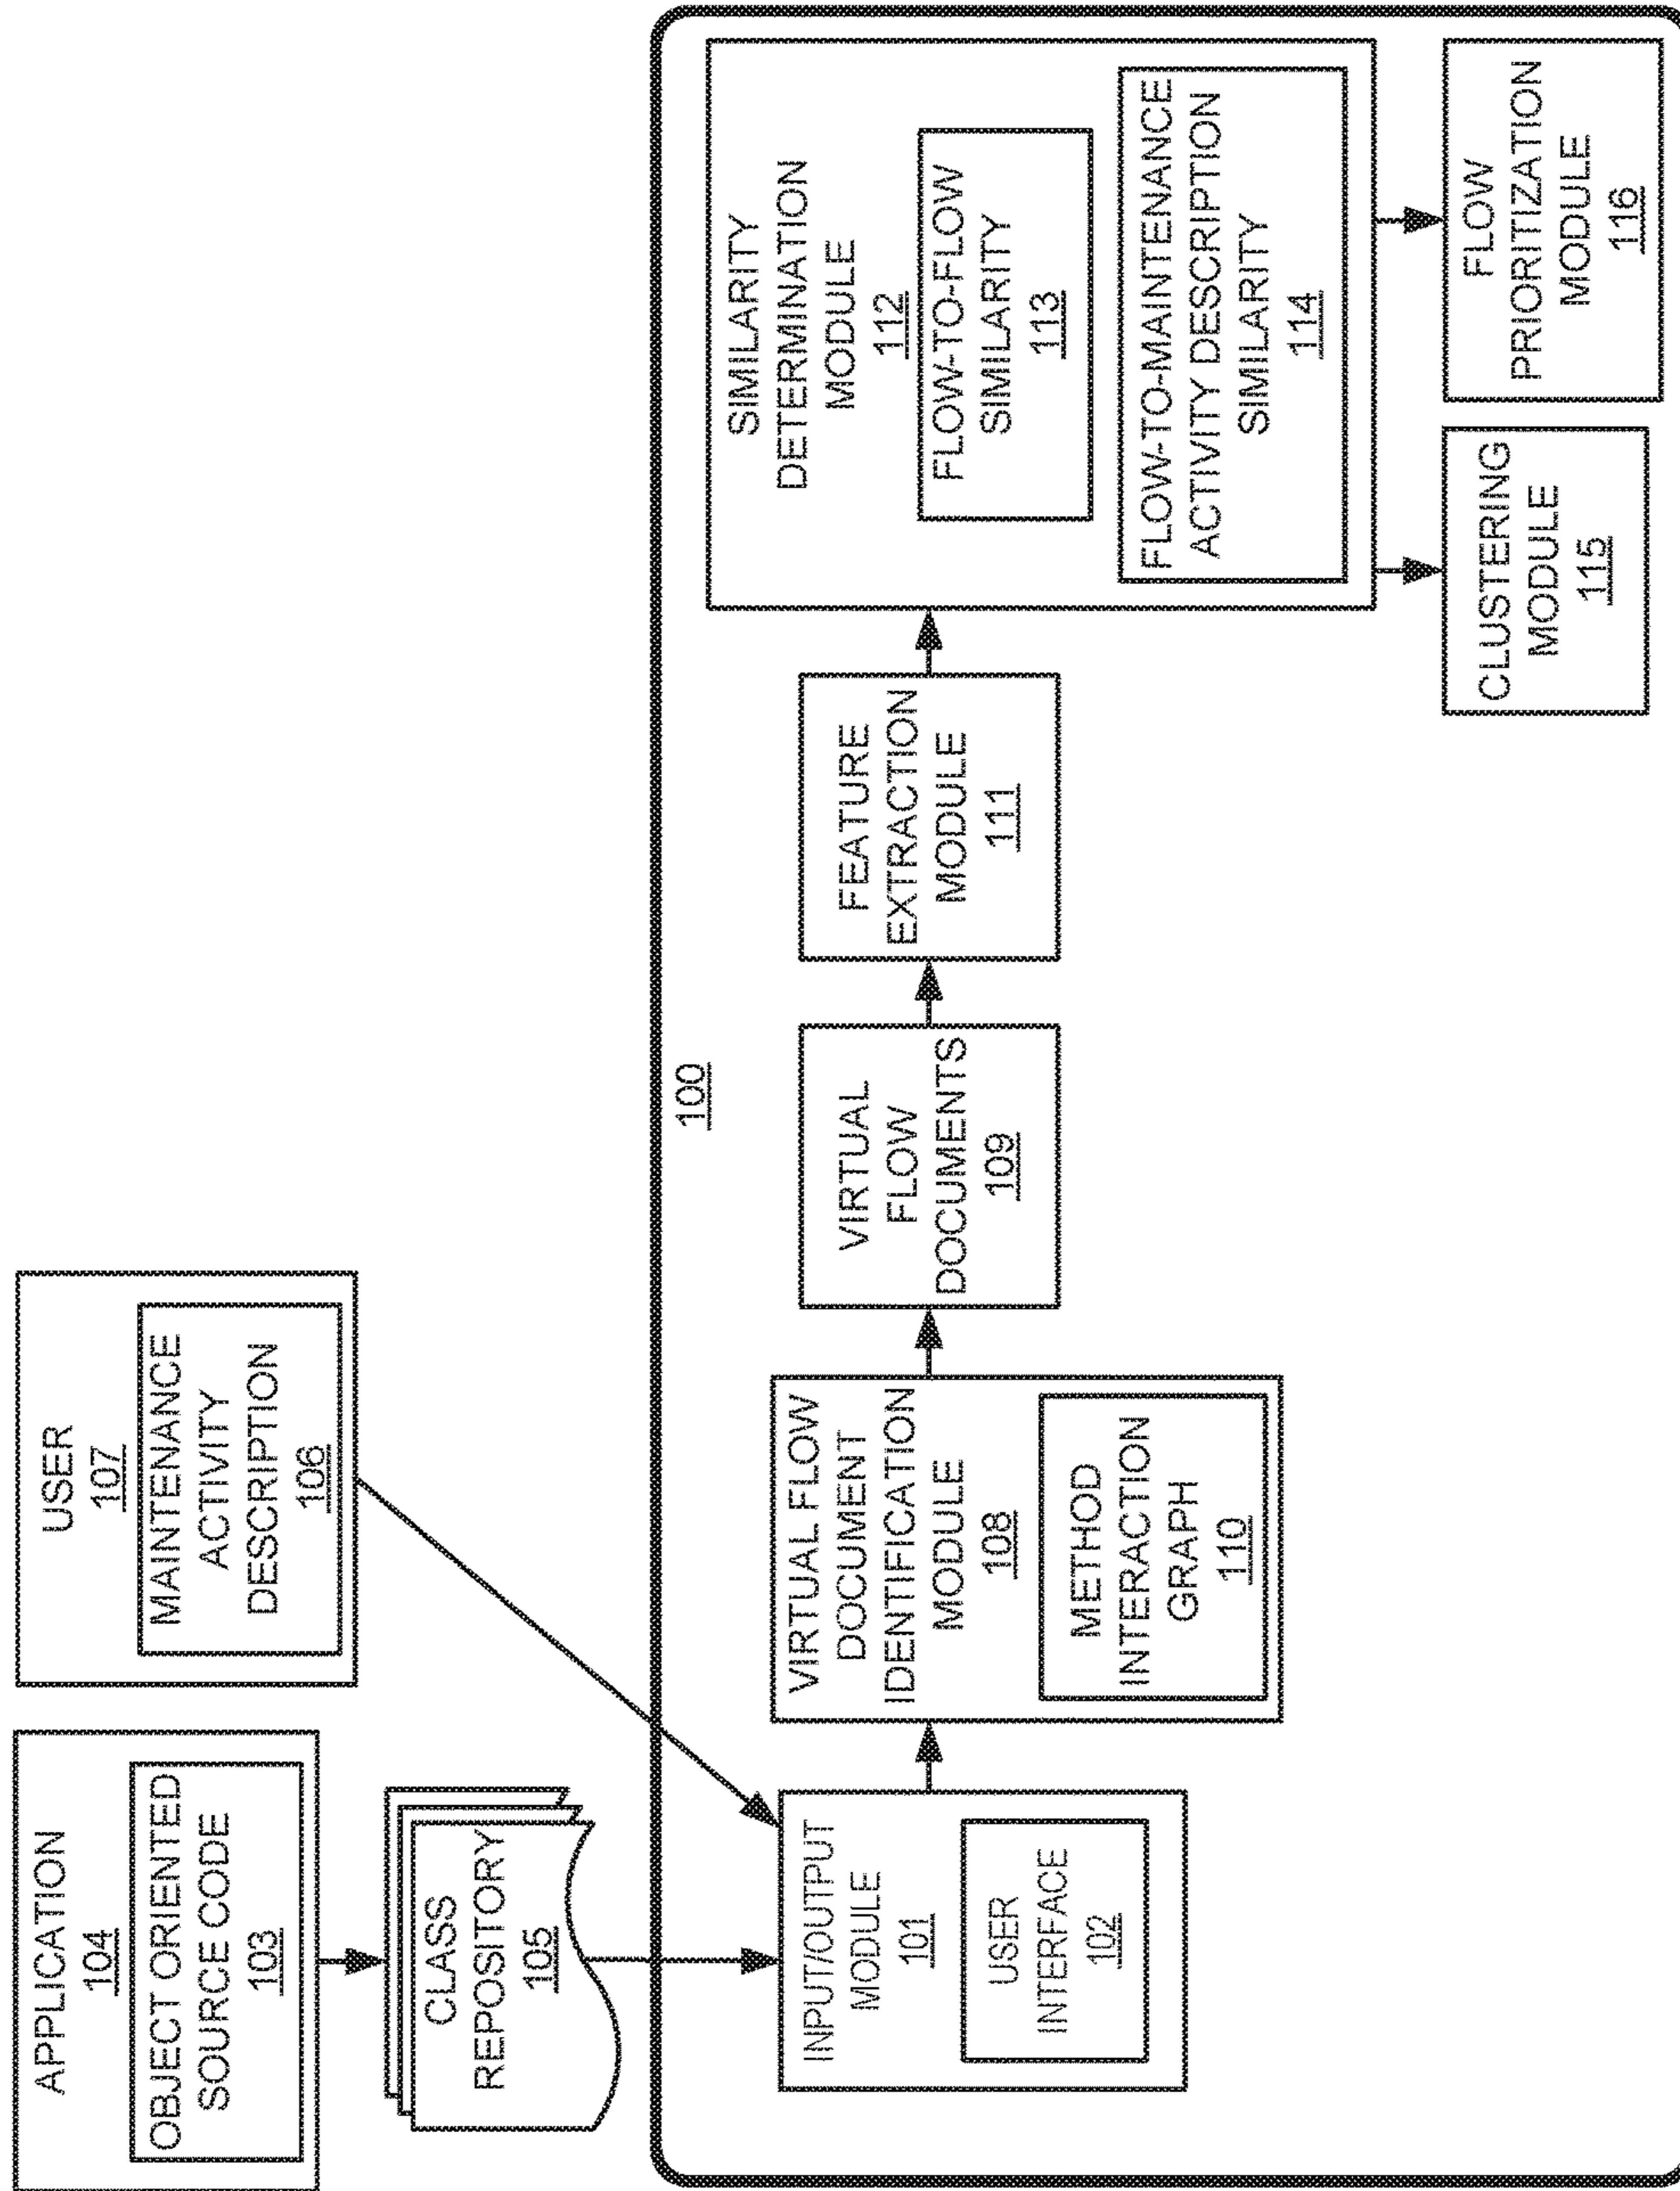 APPLICATION
104
OBJECT ORIENTED
SOURCE CODE
103
USER
107
MAINTENANCE
ACTIVITY
DESCRIPTION
106
CLASS
REPOSITORY
105
100
INPUT/OUTPUT
MODULE
101
USER
INTERFACE
102
VIRTUAL FLOW
DOCUMENT
IDENTIFICATION
MODULE
108
METHOD
INTERACTION
GRAPH
110
VIRTUAL
FLOW
DOCUMENTS
109
FEATURE
EXTRACTION
MODULE
111
SIMILARITY
DETERMINATION
MODULE
112
FLOW-TO-FLOW
SIMILARITY
113
FLOW-TO-MAINTENANCE
ACTIVITY DESCRIPTION
SIMILARITY
114
CLUSTERING
MODULE
115
FLOW
PRIORITIZATION
MODULE
116